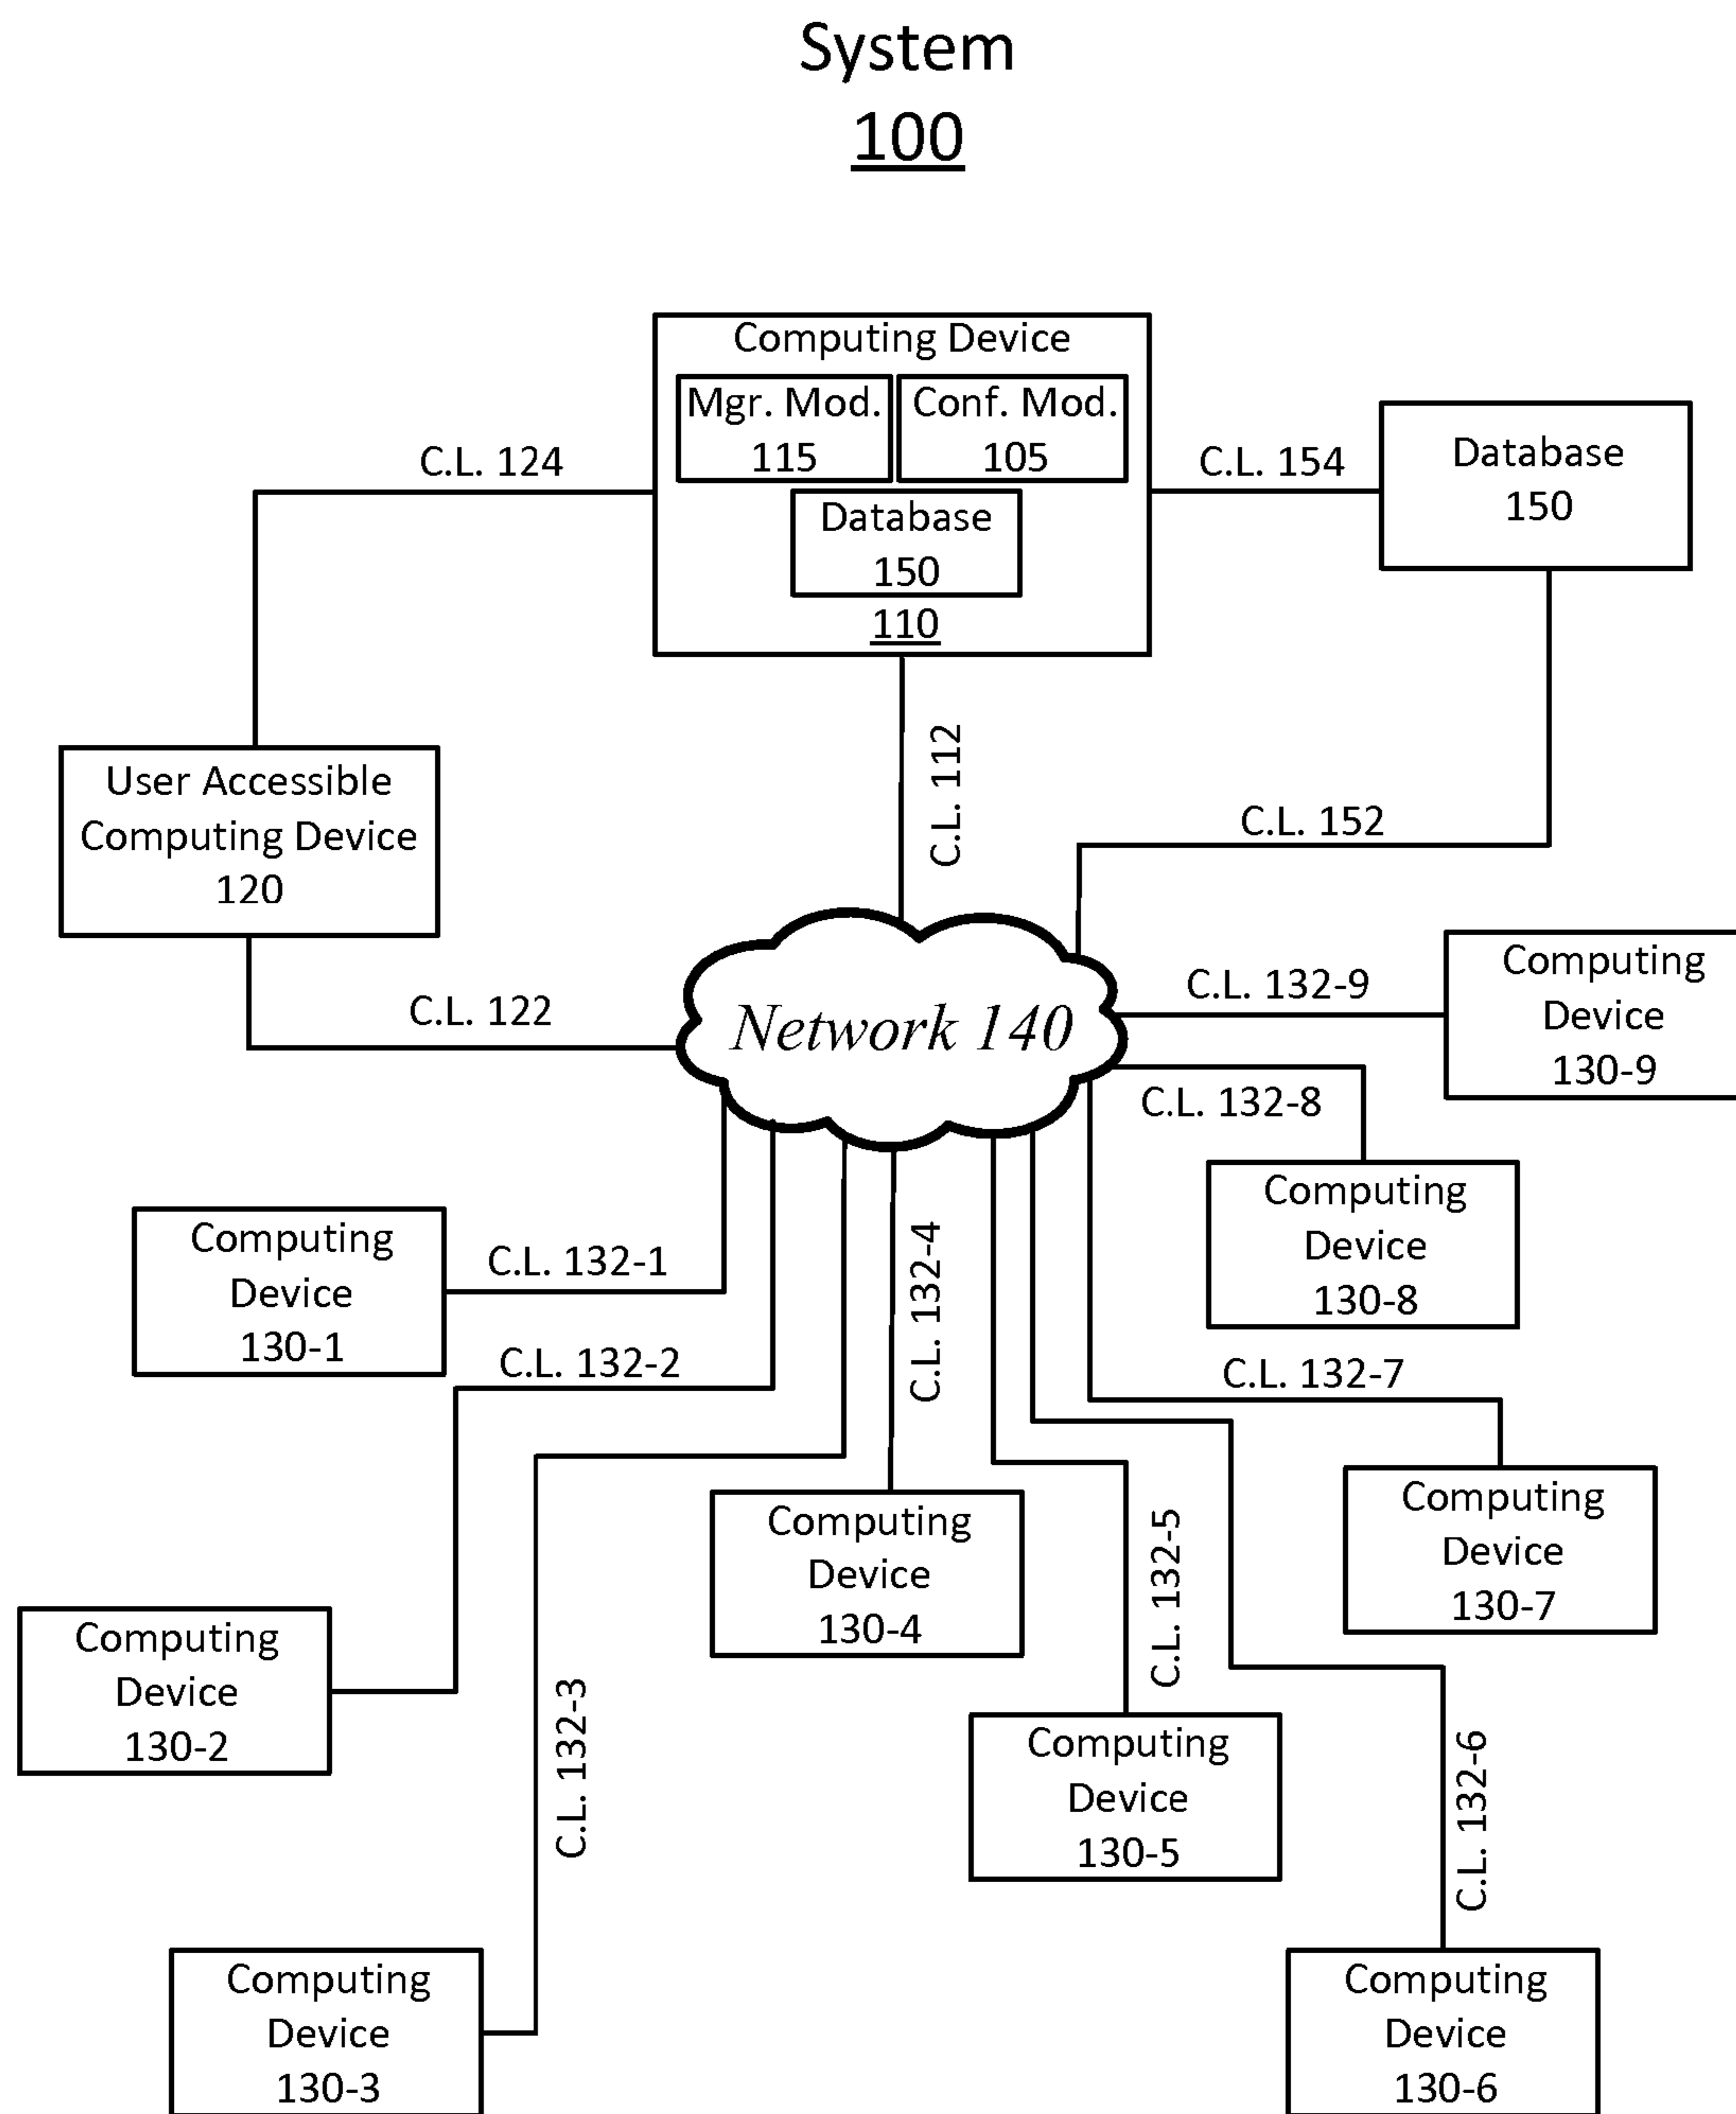 System
100
Computing Device
Mgr. Mod.
115
Conf. Mod.
105
Database
150
110
C.L. 124
C.L. 154
Database
150
User Accessible
Computing Device
120
C.L. 112
C.L. 152
C.L. 122
Network 140
C.L. 132-9
Computing
Device
130-9
C.L. 132-8
Computing
Device
130-8
Computing
Device
130-1
C.L. 132-1
C.L. 132-2
C.L. 132-4
C.L. 132-7
Computing
Device
130-7
Computing
Device
130-4
C.L. 132-5
Computing
Device
130-2
C.L. 132-3
Computing
Device
130-5
C.L. 132-6
Computing
Device
130-3
Computing
Device
130-6